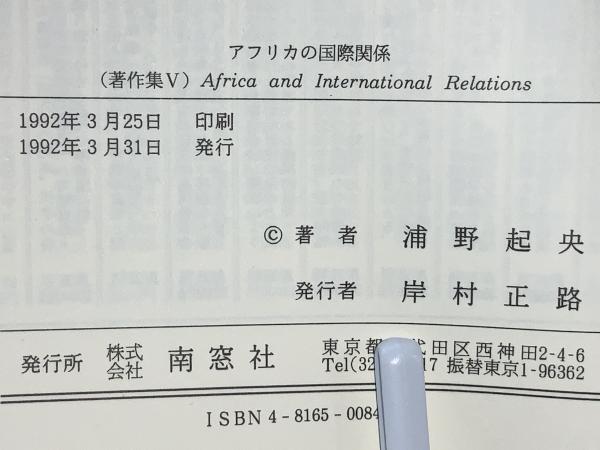 アフリカの国際関係
(著作集Ⅴ) Africa and International Relations
1992年3月25日 印刷
1992年3月31日 発行
© 著者 浦野起央
発行者 岸村正路
発行所 株式会社 南窓社
東京都 代田区西神田2-4-6
Tel(32 17 振替東京1-96362
ISBN4-8165-0084